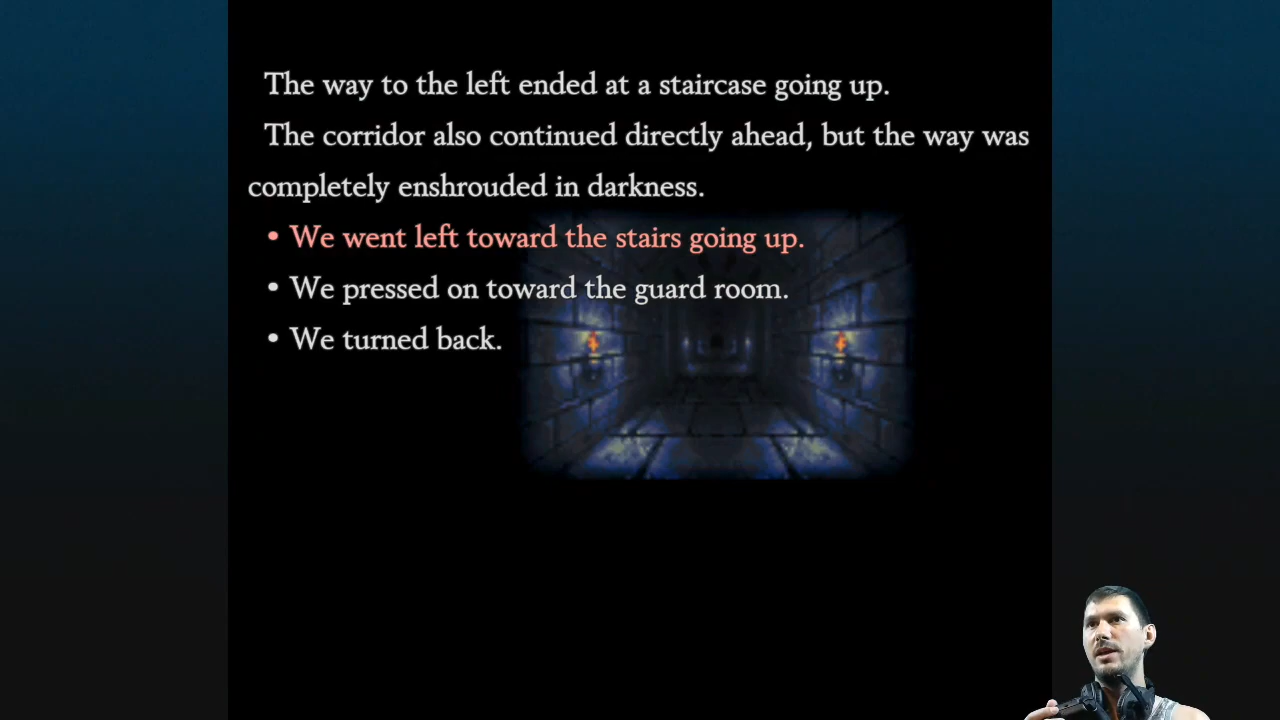 The way to the left ended at a staircase going up.
The corridor also continued directly ahead, but the way was
completely enshrouded in darkness.
• We went left toward the stairs going up.
• We pressed on toward the guard room.
• We turned back.